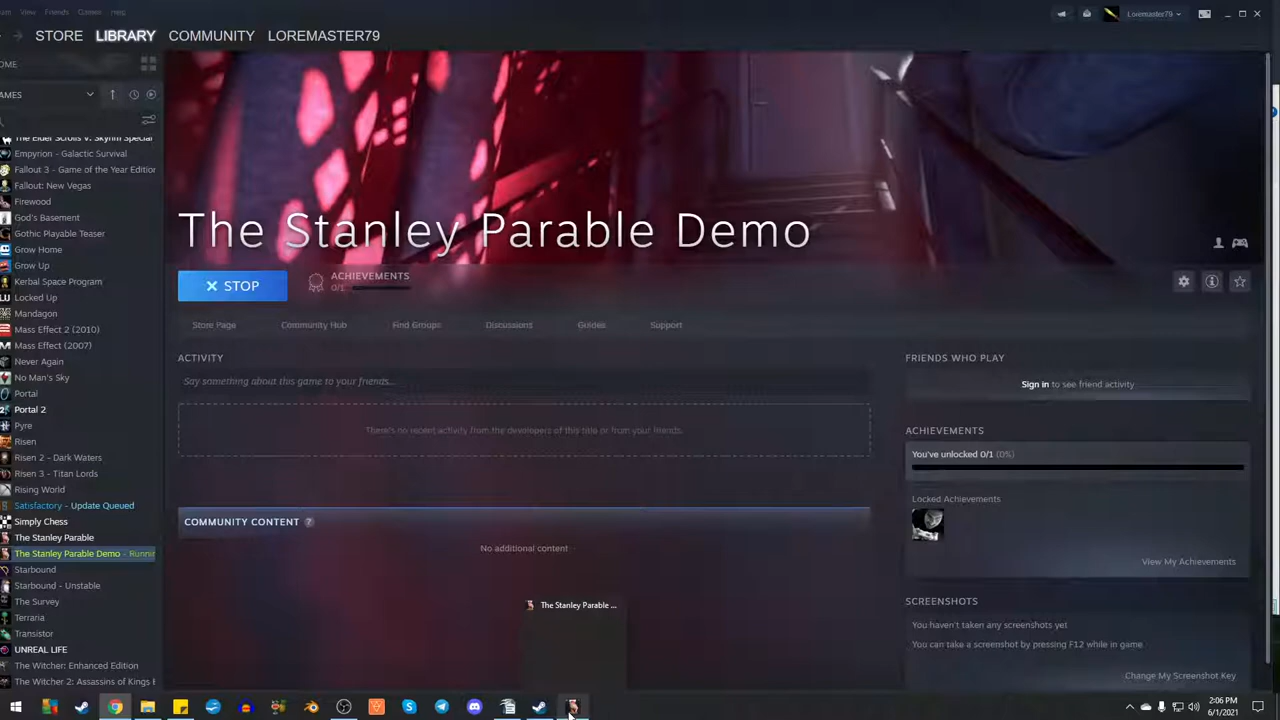 View Friends Games Help
Loremaster79
STORE LIBRARY COMMUNITY LOREMASTER79
OME
AMES
The Elder Scrolls V: Skyrim Special
Empyrion - Galactic Survival
Fallout 3 - Game of the Year Edition
Fallout: New Vegas
Firewood
God's Basement
Gothic Playable Teaser
Grow Home
Grow Up
Kerbal Space Program
Locked Up
Mandagon
Mass Effect 2 (2010)
Mass Effect (2007)
Never Again
No Man's Sky
Portal
Portal 2
Pyre
Risen
Risen 2 - Dark Waters
Risen 3 - Titan Lords
Rising World
Satisfactory - Update Queued
Simply Chess
The Stanley Parable
The Stanley Parable Demo - Runnin
Starbound
Starbound - Unstable
The Survey
Terraria
Transistor
UNREAL LIFE
The Witcher: Enhanced Edition
The Witcher 2: Assassins of Kings E
The Stanley Parable Demo
STOP
ACHIEVEMENTS
0/1
Store Page Community Hub Find Groups Discussions Guides Support
ACTIVITY
Say something about this game to your friends...
There's no recent activity from the developers of this title or from your friends.
COMMUNITY CONTENT ?
No additional content
FRIENDS WHO PLAY
Sign in to see friend activity
ACHIEVEMENTS
You've unlocked 0/1 (0%)
Locked Achievements
View My Achievements
SCREENSHOTS
You haven't taken any screenshots yet
You can take a screenshot by pressing F12 while in game
Change My Screenshot Key
The Stanley Parable ...
2:06 PM
6/1/2021